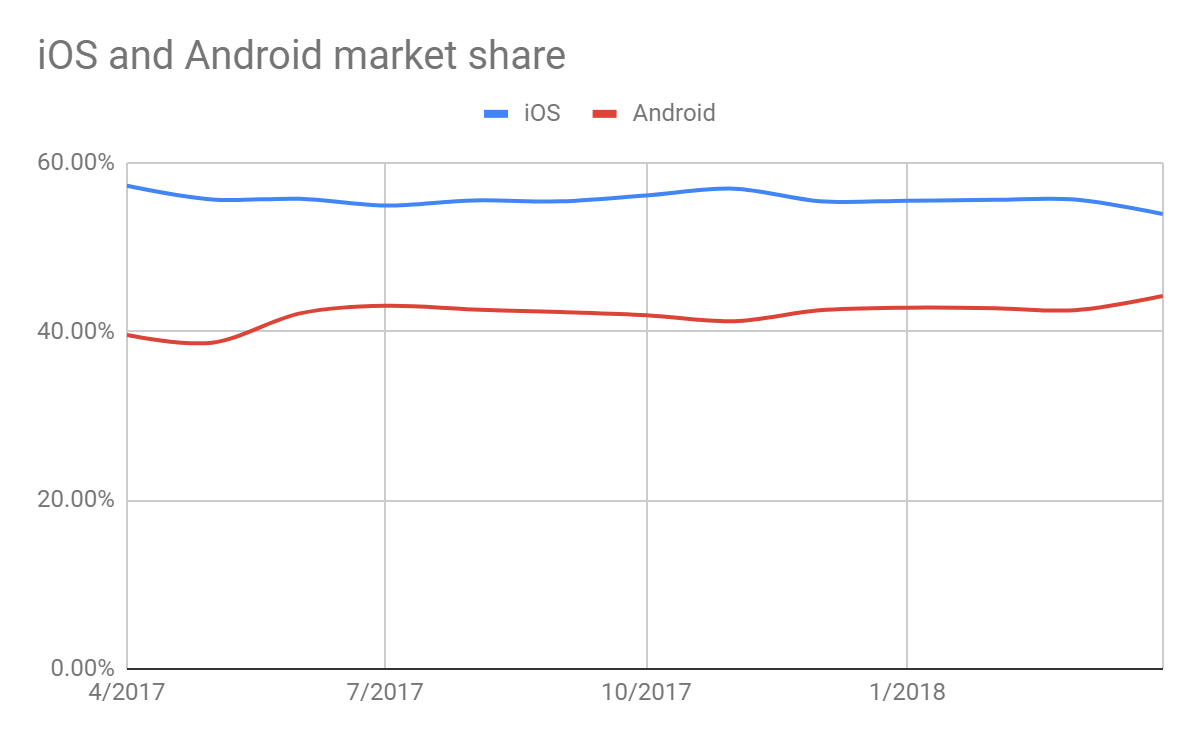 iOS and Android market share
iOS Android
60.00%
40.00%
20.00%
0.00%
4/2017 7/2017 10/2017 1/2018